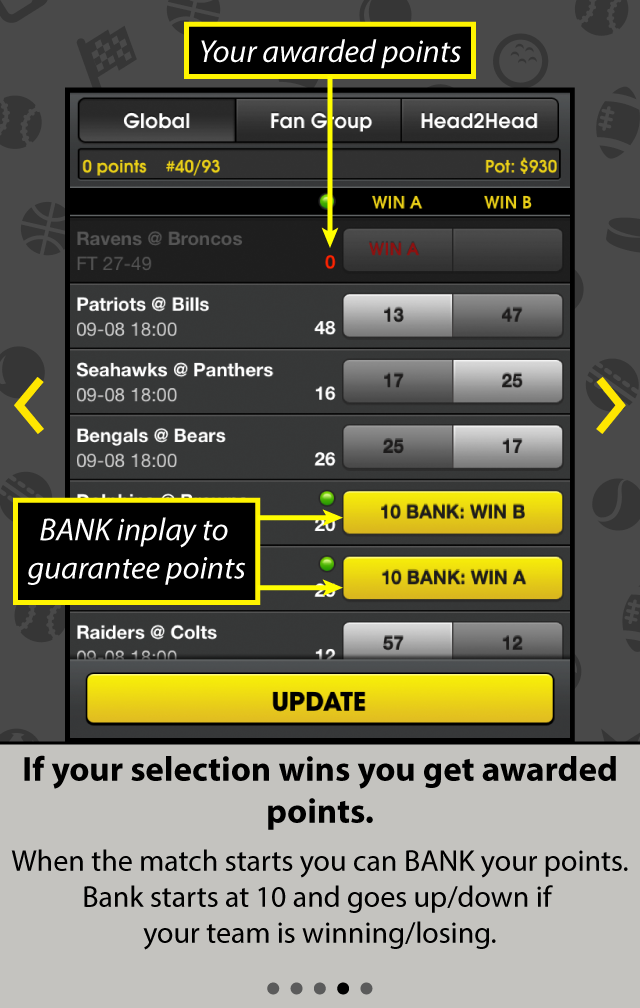 Your awarded points
Global Fan Group Head2Head
0 points #40/93 Pot: $930
WIN A WIN B
Ravens @ Broncos
FT 27-49 0 WIN A
Patriots @ Bills
09-08 18:00 48 13 47
Seahawks @ Panthers
09-08 18:00 16 17 25
Bengals @ Bears
09-08 18:00 26 25 17
10 BANK: WIN B
20
BANK inplay to
guarantee points
10 BANK: WIN A
Raiders @ Colts
09-08 18:00 12 57 12
UPDATE
If your selection wins you get awarded
points.
When the match starts you can BANK your points.
Bank starts at 10 and goes up/down if
your team is winning/losing.